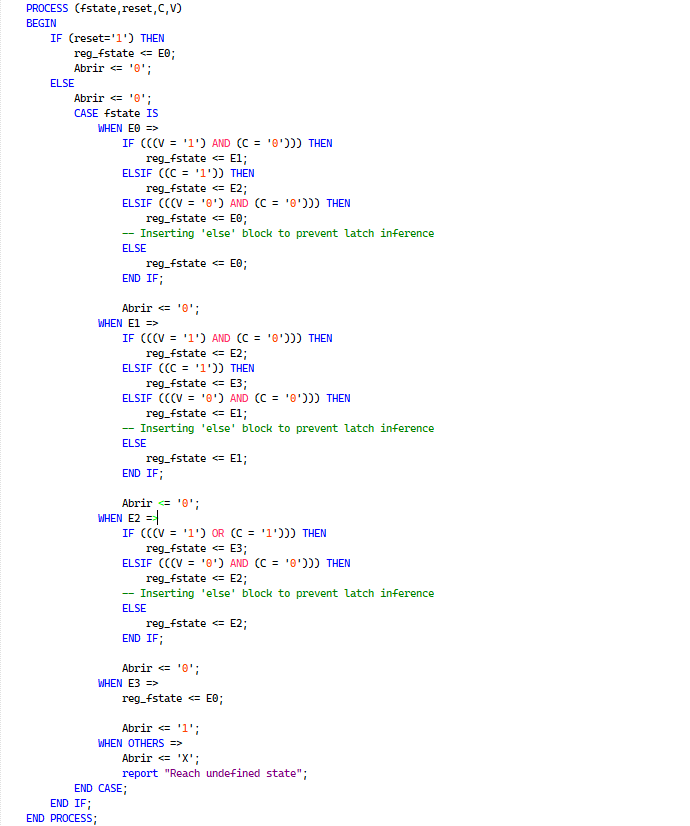 PROCESS (fstate,reset,C,V)
BEGIN
    IF (reset='1') THEN
        reg_fstate <= E0;
        Abrir <= '0';
    ELSE
        Abrir <= '0';
        CASE fstate IS
            WHEN E0 =>
                IF (((V = '1') AND (C = '0'))) THEN
                    reg_fstate <= E1;
                ELSIF ((C = '1')) THEN
                    reg_fstate <= E2;
                ELSIF (((V = '0') AND (C = '0'))) THEN
                    reg_fstate <= E0;
                -- Inserting 'else' block to prevent latch inference
                ELSE
                    reg_fstate <= E0;
                END IF;

                Abrir <= '0';
            WHEN E1 =>
                IF (((V = '1') AND (C = '0'))) THEN
                    reg_fstate <= E2;
                ELSIF ((C = '1')) THEN
                    reg_fstate <= E3;
                ELSIF (((V = '0') AND (C = '0'))) THEN
                    reg_fstate <= E1;
                -- Inserting 'else' block to prevent latch inference
                ELSE
                    reg_fstate <= E1;
                END IF;

                Abrir <= '0';
            WHEN E2 =>
                IF (((V = '1') OR (C = '1'))) THEN
                    reg_fstate <= E3;
                ELSIF (((V = '0') AND (C = '0'))) THEN
                    reg_fstate <= E2;
                -- Inserting 'else' block to prevent latch inference
                ELSE
                    reg_fstate <= E2;
                END IF;

                Abrir <= '0';
            WHEN E3 =>
                reg_fstate <= E0;

                Abrir <= '1';
            WHEN OTHERS =>
                Abrir <= 'X';
                report "Reach undefined state";
        END CASE;
    END IF;
END PROCESS;